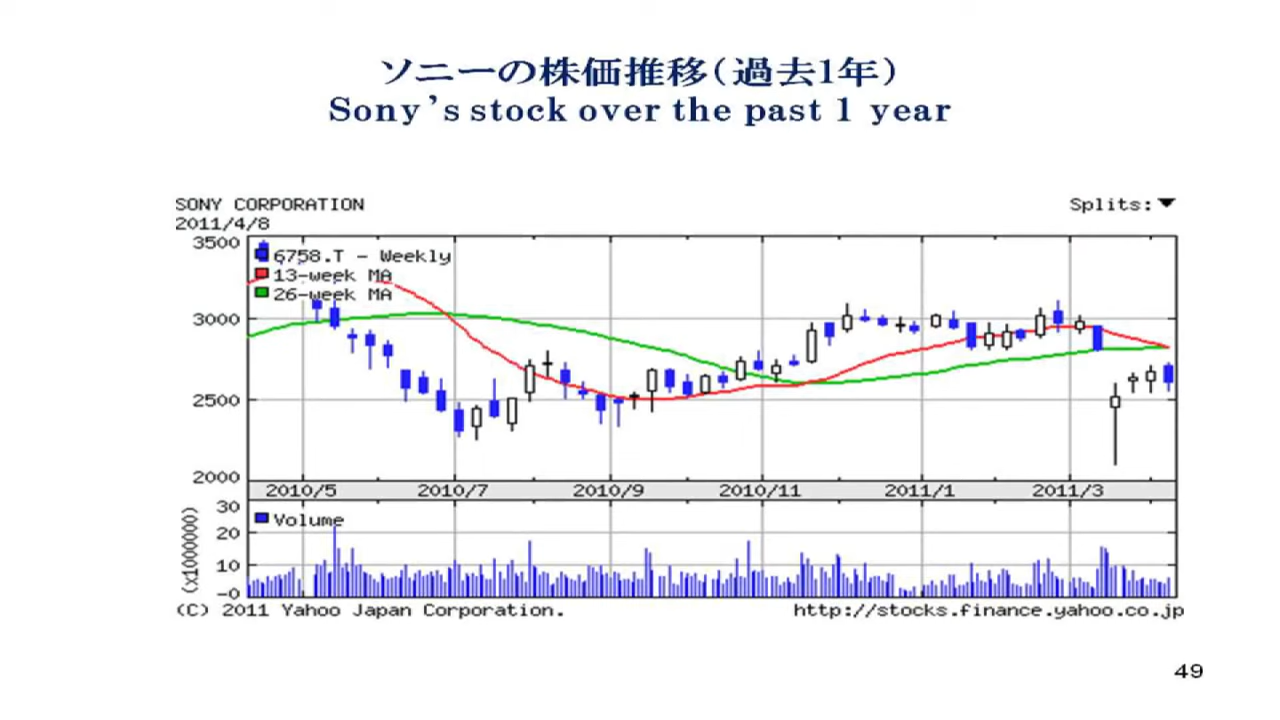 ソニーの株価推移(過去1年)
Sony's stock over the past 1 year
SONY CORPORATION
Splits:▼
2011/4/8
3500
6758.T - Weekly
13-week MA
26-week MA
3000
2500
2000
2010/5 2010/7 2010/9 2010/11 2011/1 2011/3
30
Volume
20
10
-0
(x1000000)
(C) 2011 Yahoo Japan Corporation.
http://stocks.finance.yahoo.co.jp
49